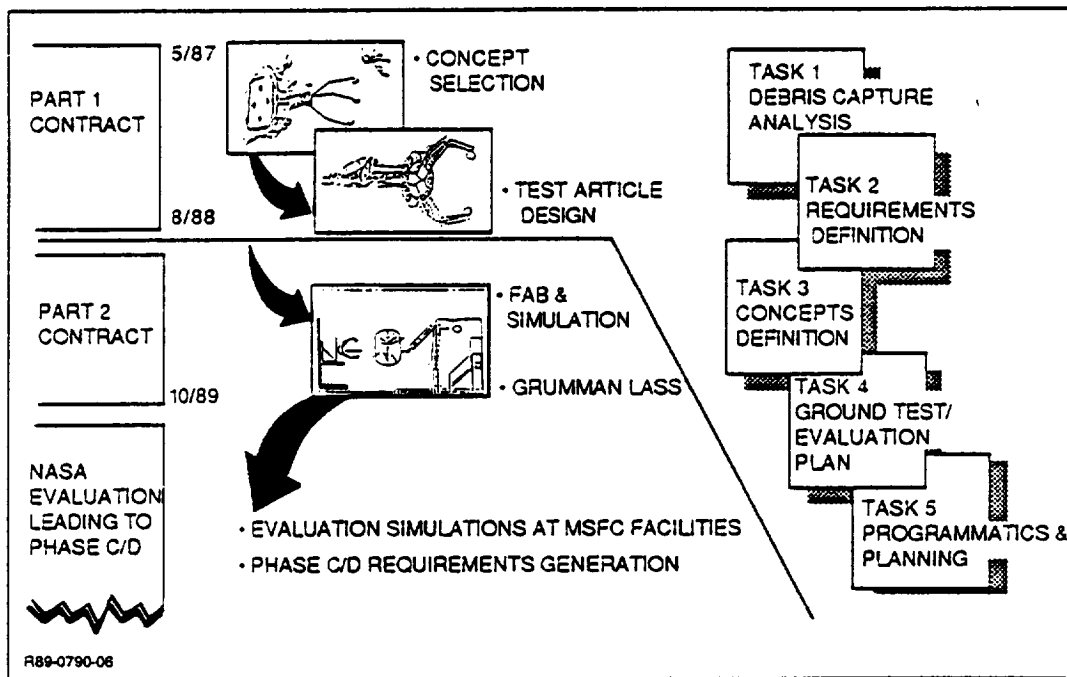 PART 1
CONTRACT
5/87
8/88
• CONCEPT
SELECTION
• TEST ARTICLE
DESIGN
PART 2
CONTRACT
10/89
• FAB &
SIMULATION
• GRUMMAN LASS
NASA
EVALUATION
LEADING TO
PHASE C/D
• EVALUATION SIMULATIONS AT MSFC FACILITIES
• PHASE C/D REQUIREMENTS GENERATION
TASK 1
DEBRIS CAPTURE
ANALYSIS
TASK 2
REQUIREMENTS
DEFINITION
TASK 3
CONCEPTS
DEFINITION
TASK 4
GROUND TEST/
EVALUATION
PLAN
TASK 5
PROGRAMMATICS &
PLANNING
R89-0790-06